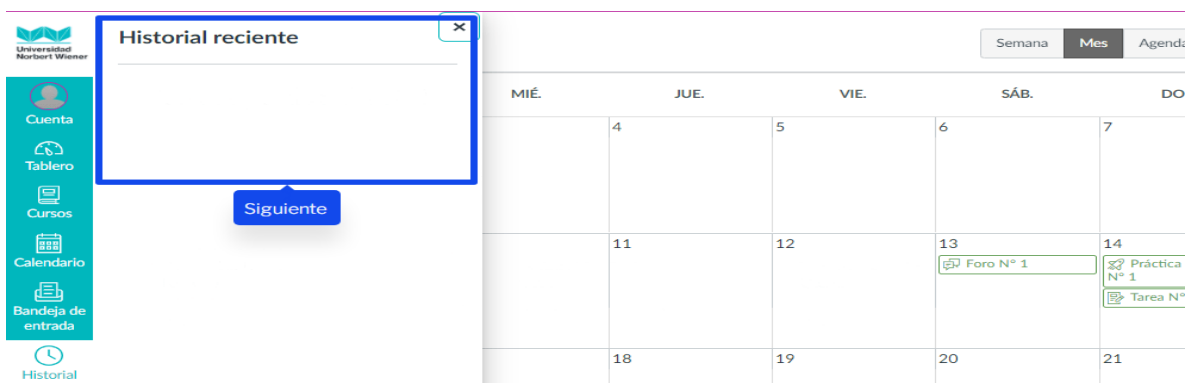 Universidad
Norbert Wiener
Cuenta
Tablero
Cursos
Calendario
Bandeja de
entrada
Historial
Historial reciente
×
Siguiente
Semana Mes Agenda
MIÉ. JUE. VIE. SÁB. DO
4 5 6 7
11 12 13 14
Foro N° 1 Práctica
N° 1
Tarea N°
18 19 20 21